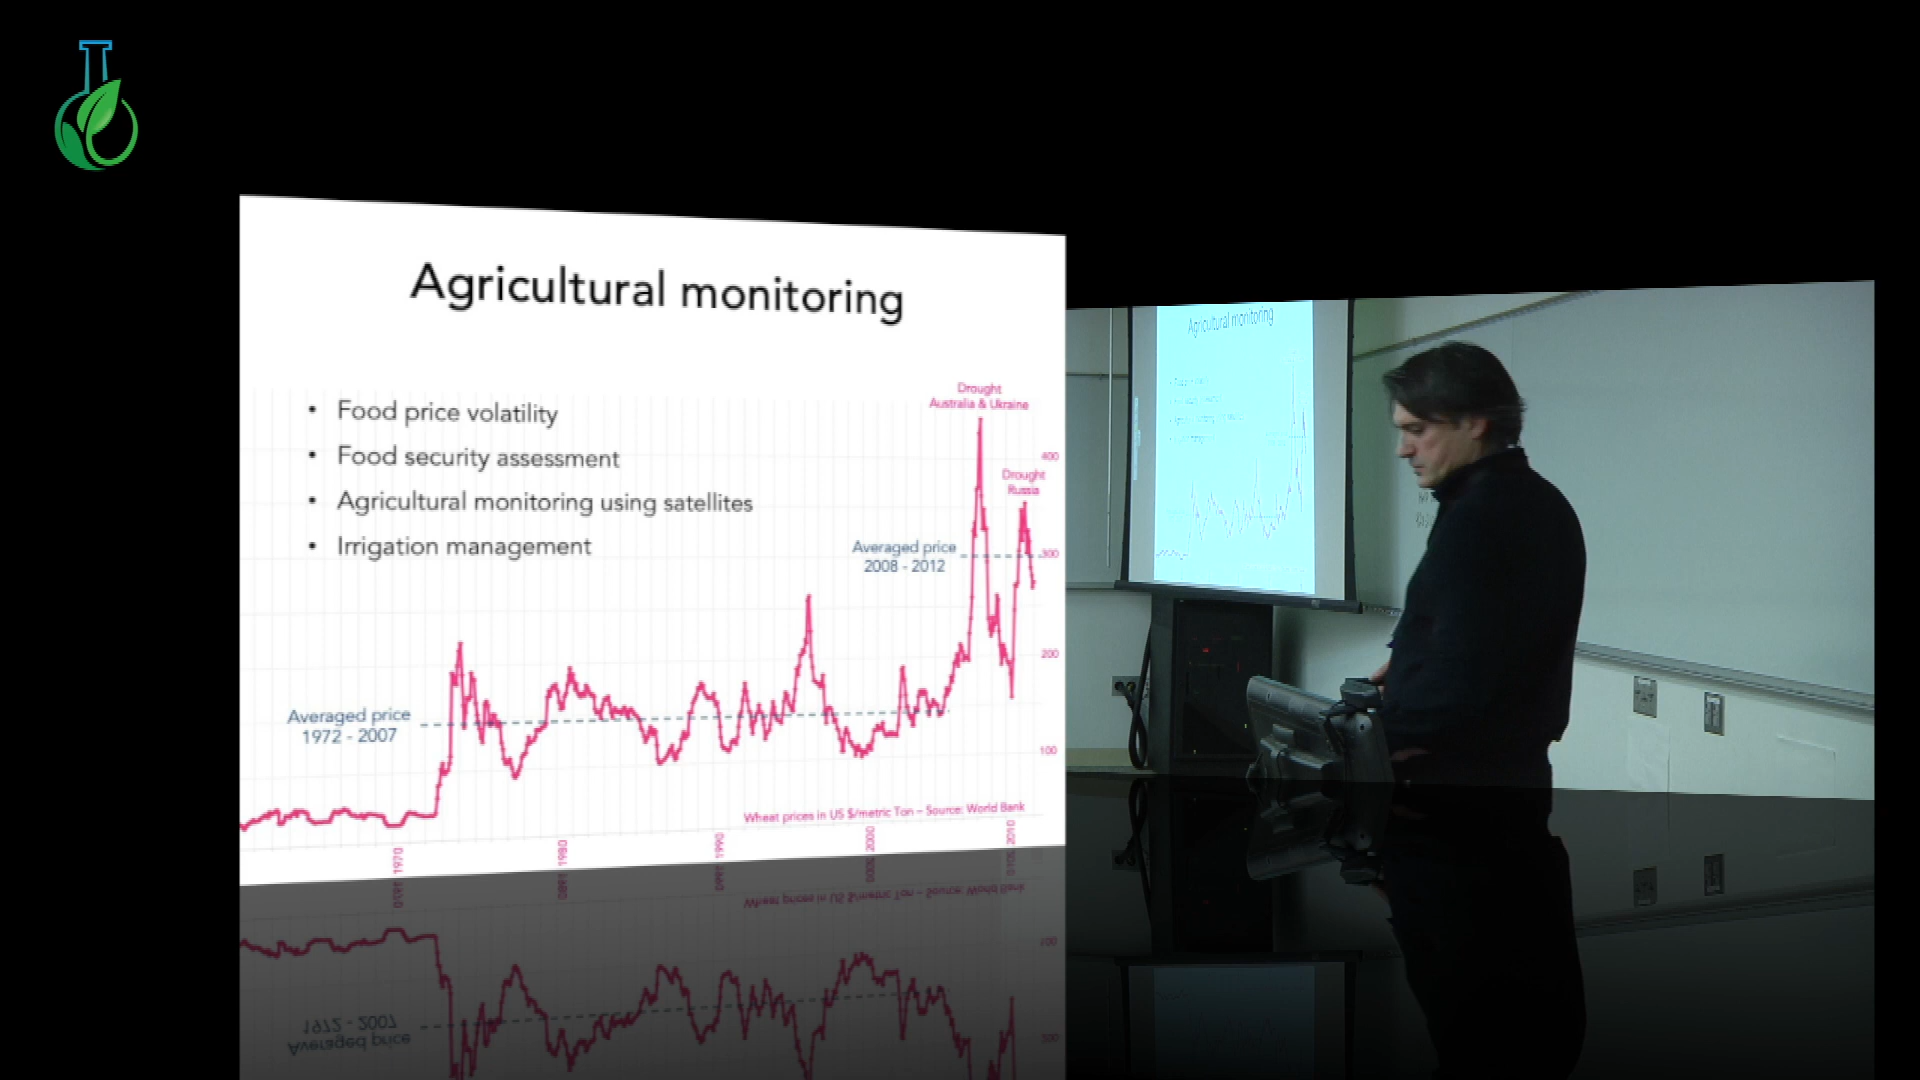 Agricultural monitoring
• Food price volatility
• Food security assessment
• Agricultural monitoring using satellites
• Irrigation management
Drought
Australia & Ukraine
400
Drought
Russia
Averaged price
2008 - 2012
300
200
Averaged price
1972 - 2007
100
Wheat prices in US $/metric Ton – Source: World Bank
1970
1980
1990
2000
2010
Agricultural monitoring